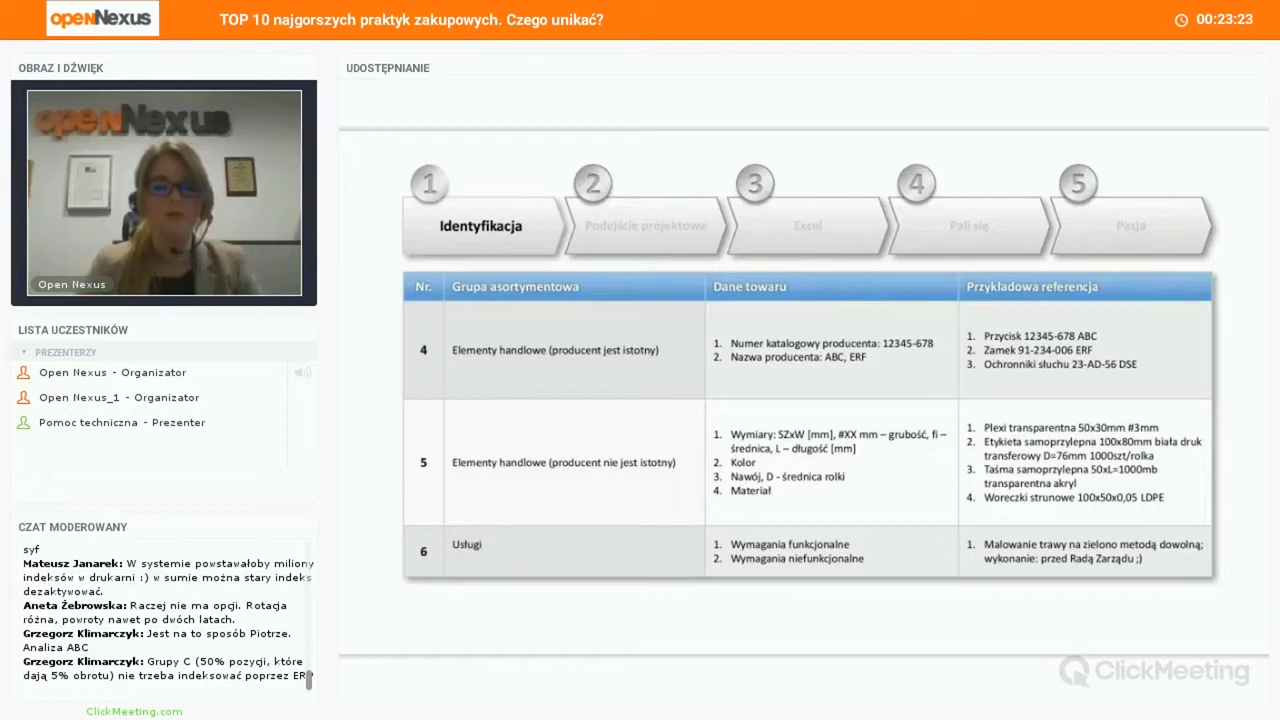 openNexus
TOP 10 najgorszych praktyk zakupowych. Czego unikać?
00:23:23
OBRAZ I DŹWIĘK
openNexus
Open Nexus
LISTA UCZESTNIKÓW
PREZENTERZY
Open Nexus - Organizator
Open Nexus_1 - Organizator
Pomoc techniczna - Prezenter
CZAT MODEROWANY
syf
Mateusz Janarek: W systemie powstawałoby miliony
indeksów w drukarni :) w sumie można stary indeks
dezaktywować.
Aneta Żebrowska: Raczej nie ma opcji. Rotacja
różna, powroty nawet po dwóch latach.
Grzegorz Klimarczyk: Jest na to sposób Piotrze.
Analiza ABC
Grzegorz Klimarczyk: Grupy C (50% pozycji, które
dają 5% obrotu) nie trzeba indeksować poprzez ERP
ClickMeeting.com
UDOSTĘPNIANIE
1
2
3
4
5
Identyfikacja
Podejście projektowe
Excel
Pali się
Pacja
Nr.
Grupa asortymentowa
Dane towaru
Przykładowa referencja
4
Elementy handlowe (producent jest istotny)
1. Numer katalogowy producenta: 12345-678
2. Nazwa producenta: ABC, ERF
1. Przycisk 12345-678 ABC
2. Zamek 91-234-006 ERF
3. Ochronniki słuchu 23-AD-56 DSE
5
Elementy handlowe (producent nie jest istotny)
1. Wymiary: SZxW [mm], #XX mm – grubość, fi –
średnica, L – długość [mm]
2. Kolor
3. Nawój, D - średnica rolki
4. Materiał
1. Plexi transparentna 50x30mm #3mm
2. Etykieta samoprzylepna 100x80mm biała druk
transferowy D=76mm 1000szt/rolka
3. Taśma samoprzylepna 50xL=1000mb
transparentna akryl
4. Woreczki strunowe 100x50x0,05 LDPE
6
Usługi
1. Wymagania funkcjonalne
2. Wymagania niefunkcjonalne
1. Malowanie trawy na zielono metodą dowolną;
wykonanie: przed Radą Zarządu ;)
ClickMeeting